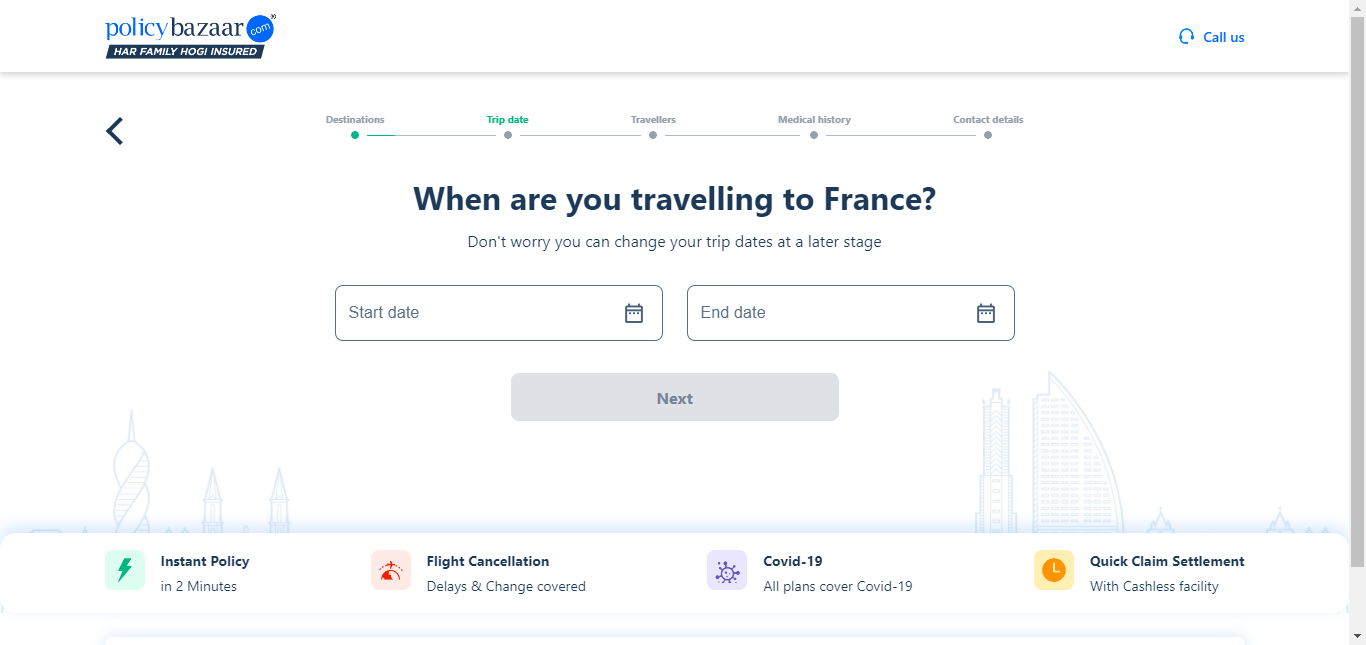 policybazaar.com®
HAR FAMILY HOGI INSURED
Call us
Destinations
Trip date
Travellers
Medical history
Contact details
When are you travelling to France?
Don't worry you can change your trip dates at a later stage
Start date
End date
Next
Instant Policy
in 2 Minutes
Flight Cancellation
Delays & Change covered
Covid-19
All plans cover Covid-19
Quick Claim Settlement
With Cashless facility